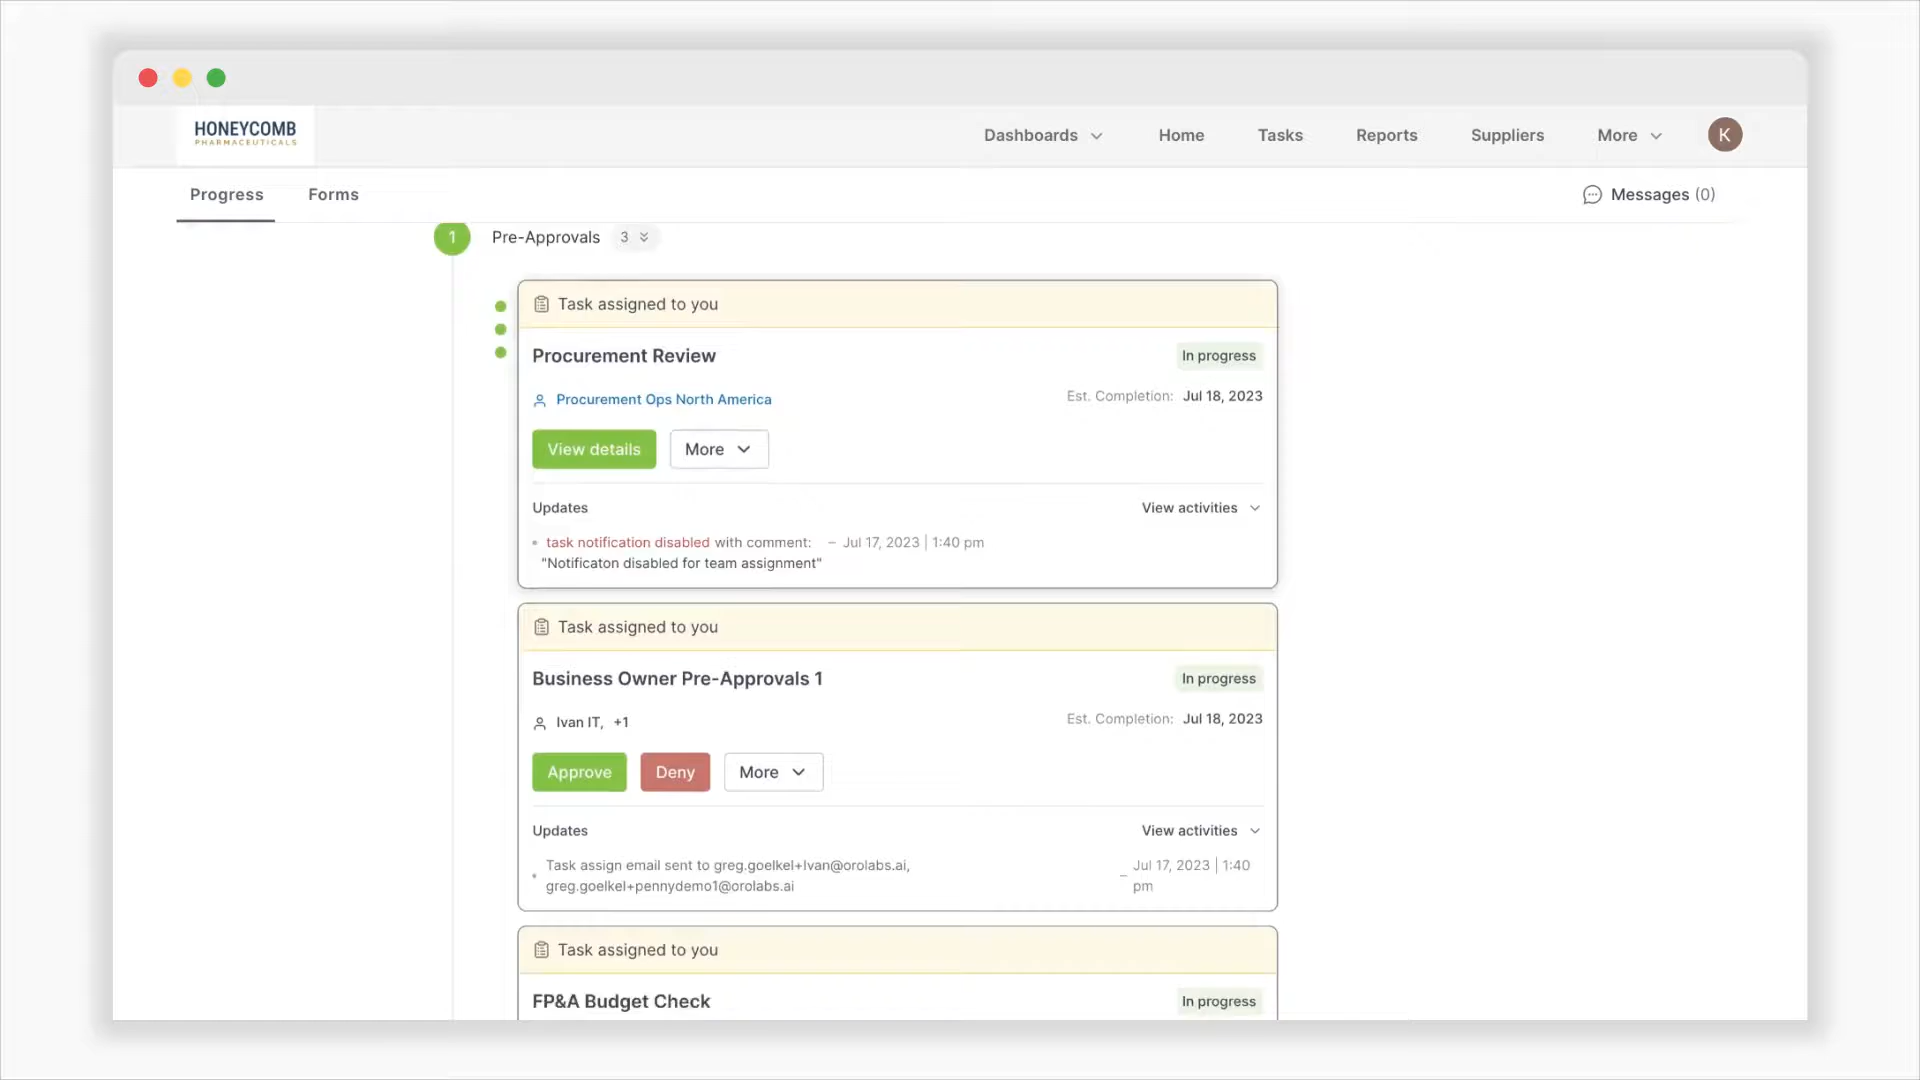 HONEYCOMB
PHARMACEUTICALS
Dashboards
Home
Tasks
Reports
Suppliers
More
K
Progress
Forms
Messages (0)
1
Pre-Approvals
3
Task assigned to you
Procurement Review
In progress
Procurement Ops North America
Est. Completion: Jul 18, 2023
View details
More
Updates
View activities
task notification disabled with comment: – Jul 17, 2023 | 1:40 pm
"Notificaton disabled for team assignment"
Task assigned to you
Business Owner Pre-Approvals 1
In progress
Ivan IT, +1
Est. Completion: Jul 18, 2023
Approve
Deny
More
Updates
View activities
Task assign email sent to greg.goelkel+Ivan@orolabs.ai,
greg.goelkel+pennydemo1@orolabs.ai
– Jul 17, 2023 | 1:40
pm
Task assigned to you
FP&A Budget Check
In progress